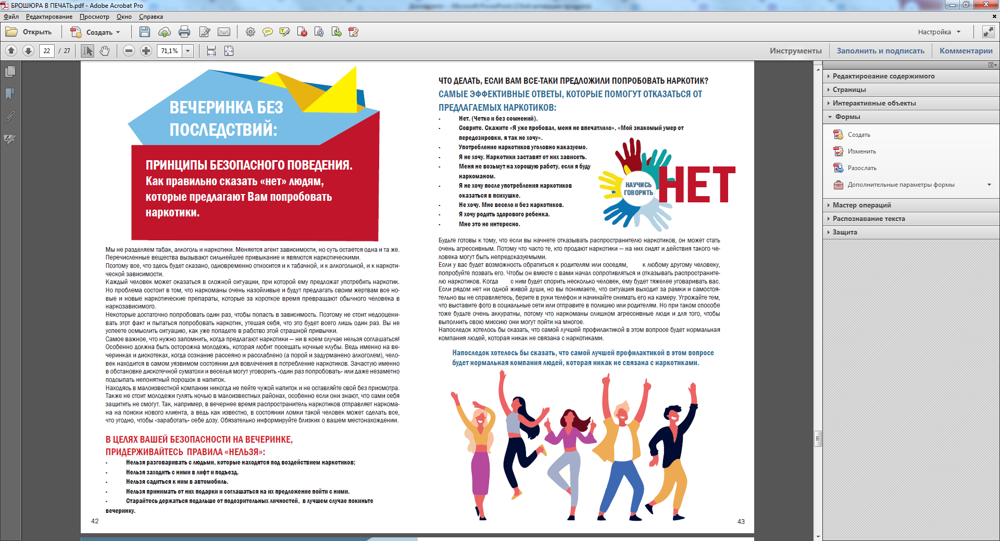 БРОШЮРА В ПЕЧАТЬ.pdf - Adobe Acrobat Pro
Файл Редактирование Просмотр Окно Справка
Открыть Создать Настройка
22 / 27 71,1% Инструменты Заполнить и подписать Комментарии
ВЕЧЕРИНКА БЕЗ
ПОСЛЕДСТВИЙ:
ПРИНЦИПЫ БЕЗОПАСНОГО ПОВЕДЕНИЯ.
Как правильно сказать «нет» людям,
которые предлагают Вам попробовать
наркотики.
Мы не разделяем табак, алкоголь и наркотики. Меняется агент зависимости, но суть остается одна и та же.
Перечисленные вещества вызывают сильнейшее привыкание и явялются наркотическими.
Поэтому все, что здесь будет сказано, одновременно относится и к табачной, и к алкогольной, и к наркоти-
ческой зависимости.
Каждый человек может оказаться в сложной ситуации, при которой ему предложат употребить наркотик.
Но проблема состоит в том, что наркоманы очень назойливые и будут предлагать своим жертвам все но-
вые и новые наркотические препараты, которые за короткое время превращают обычного человека в
наркозависимого.
Некоторые достаточно попробовать один раз, чтобы попасть в зависимость. Поэтому не стоит недооцени-
вать этот факт и пытаться попробовать наркотик, утешая себя, что это будет всего лишь один раз. Вы не
успеете осмыслить ситуацию, как уже попадете в рабство этой страшной привычки.
Самое важное, что нужно запомнить, когда предлагают наркотики – ни в коем случае нельзя соглашаться!
Особенно должна быть осторожна молодежь, которая любит посещать ночные клубы. Ведь именно на ве-
черинках и дискотеках, когда сознание рассеяно и расслаблено (а порой и задурманено алкоголем), чело-
век находится в самом уязвимом состоянии для вовлечения в потребление наркотиков. Зачастую именно
в обстановке дискотечной суматохи и веселья могут уговорить «один раз попробовать» или даже незаметно
подсыпать непонятный порошок в напиток.
Находясь в малоизвестной компании никогда не пейте чужой напиток и не оставляйте свой без присмотра.
Также не стоит молодежи гулять ночью в малоизвестных районах, особенно если они знают, что сами себя
защитить не смогут. Так, например, в вечернее время распространитель наркотиков отправляет наркома-
на на поиски нового клиента, а ведь как известно, в состоянии ломки такой человек может сделать все,
что угодно, чтобы «заработать» себе дозу. Обязательно информируйте близких о вашем местонахождении.
В ЦЕЛЯХ ВАШЕЙ БЕЗОПАСНОСТИ НА ВЕЧЕРИНКЕ,
ПРИДЕРЖИВАЙТЕСЬ ПРАВИЛА «НЕЛЬЗЯ»:
- Нельзя разговаривать с людьми, которые находятся под воздействием наркотиков;
- Нельзя заходить с ними в лифт и подъезд.
- Нельзя садиться к ним в автомобиль.
- Нельзя принимать от них подарки и соглашаться на их предложение пойти с ними.
- Старайтесь держаться подальше от подозрительных личностей, в лучшем случае покиньте
вечеринку.
42
ЧТО ДЕЛАТЬ, ЕСЛИ ВАМ ВСЕ-ТАКИ ПРЕДЛОЖИЛИ ПОПРОБОВАТЬ НАРКОТИК?
САМЫЕ ЭФФЕКТИВНЫЕ ОТВЕТЫ, КОТОРЫЕ ПОМОГУТ ОТКАЗАТЬСЯ ОТ
ПРЕДЛАГАЕМЫХ НАРКОТИКОВ:
- Нет. (Четко и без сомнений).
- Соврите. Скажите «Я уже пробовал, меня не впечатлило», «Мой знакомый умер от
передозировки, я так не хочу».
- Употребление наркотиков уголовно наказуемо.
- Я не хочу. Наркотики заставят от них зависеть.
- Меня не возьмут на хорошую работу, если я буду
наркоманом.
- Я не хочу после употребления наркотиков
оказаться в психушке.
- Не хочу. Мне весело и без наркотиков.
- Я хочу родить здорового ребенка.
- Мне это не интересно.
НАУЧИСЬ
ГОВОРИТЬ
НЕТ
Будьте готовы к тому, что если вы начнете отказывать распространителю наркотиков, он может стать
очень агрессивным. Потому что часто те, кто продают наркотики – на них сидят и действия такого че-
ловека могут быть непредсказуемыми.
Если у вас будет возможность обратиться к родителям или соседям, к любому другому человеку,
попробуйте позвать его. Чтобы он вместе с вами начал сопротивляться и отказывать распространите-
лю наркотиков. Когда с ним будет спорить несколько человек, ему будет тяжелее уговаривать вас.
Если рядом нет ни одной живой души, но вы понимаете, что ситуация выходит за рамки и самостоя-
тельно вы не справляетесь, берите в руки телефон и начинайте снимать его на камеру. Угрожайте тем,
что выставите фото в социальные сети или отправите в полицию или родителям. Но при таком способе
тоже будьте очень аккуратны, потому что наркоманы слишком агрессивные люди и для того, чтобы
выполнить свою миссию они могут пойти на многое.
Напоследок хотелось бы сказать, что самой лучшей профилактикой в этом вопросе будет нормальная
компания людей, которая никак не связана с наркотиками.
Напоследок хотелось бы сказать, что самой лучшей профилактикой в этом вопросе
будет нормальная компания людей, которая никак не связана с наркотиками.
43
Редактирование содержимого
Страницы
Интерактивные объекты
Формы
Создать
Изменить
Разослать
Дополнительные параметры формы
Мастер операций
Распознавание текста
Защита